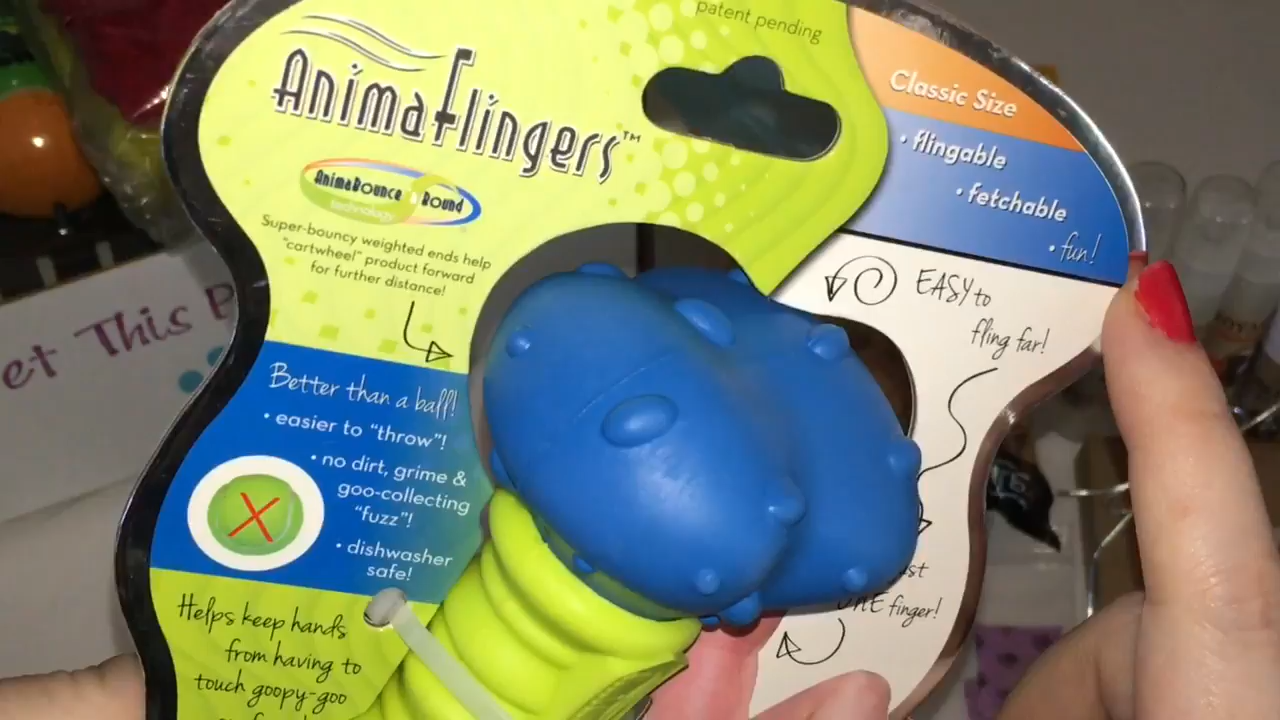 patent pending
AnimaFlingers™
AnimaBounce & Round
technology
Super-bouncy weighted ends help
"cartwheel" product forward
for further distance!
Classic Size
• flingable
• fetchable
• fun!
EASY to
fling far!
Better than a ball!
• easier to "throw"!
• no dirt, grime &
goo-collecting
"fuzz"!
• dishwasher
safe!
ONE finger!
Helps keep hands
from having to
touch goopy-goo
et This